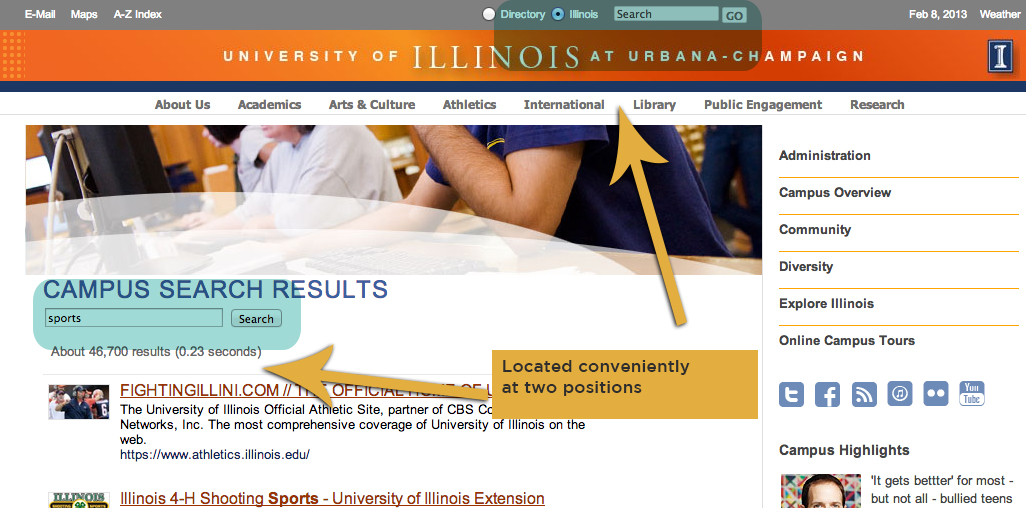 E-Mail Maps A-Z Index Directory Illinois Search GO Feb 8, 2013 Weather
UNIVERSITY OF ILLINOIS AT URBANA-CHAMPAIGN I
About Us Academics Arts & Culture Athletics International Library Public Engagement Research
CAMPUS SEARCH RESULTS
sports Search
About 46,700 results (0.23 seconds)
Located conveniently
at two positions
FIGHTINGILLINI.COM // THE OFFICIAL HOME OF
The University of Illinois Official Athletic Site, partner of CBS
Networks, Inc. The most comprehensive coverage of University of Illinois on the
web.
https://www.athletics.illinois.edu/
ILLINOIS
Illinois 4-H Shooting Sports - University of Illinois Extension
Administration
Campus Overview
Community
Diversity
Explore Illinois
Online Campus Tours
You
Tube
Campus Highlights
'It gets bettter' for most -
but not all - bullied teens